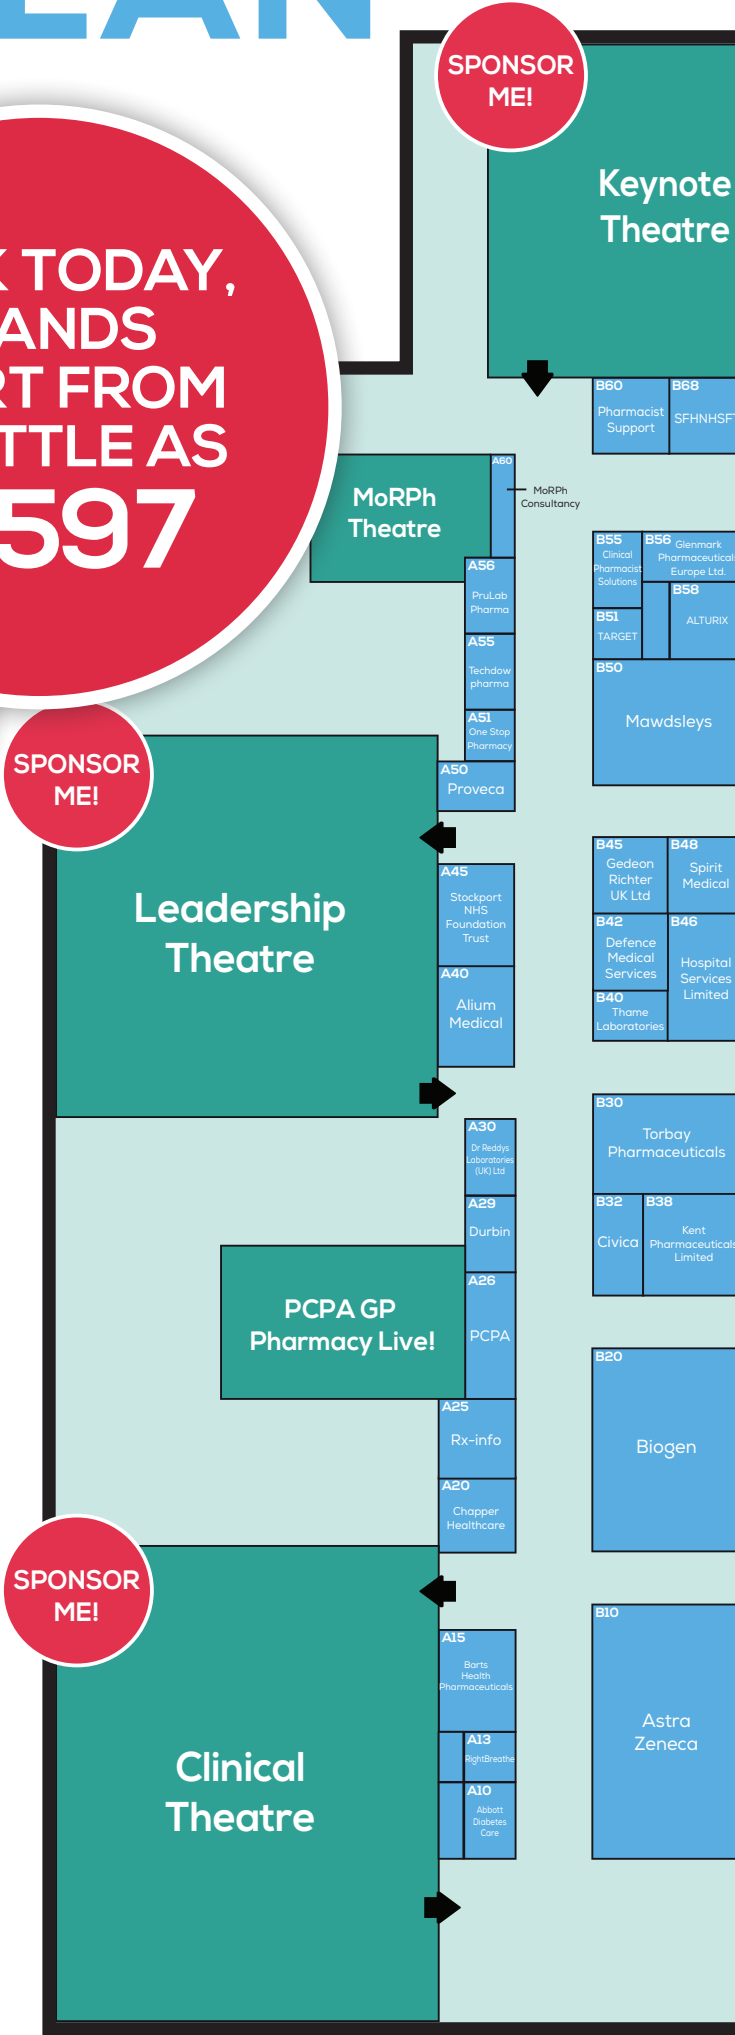 SPONSOR
ME!
Keynote
Theatre
TODAY,
ANDS
RT FROM
TTLE AS
597
B60
Pharmacist
Support
B68
SFHNHSFT
A60
MoRPh
Consultancy
MoRPh
Theatre
A56
PruLab
Pharma
A55
Techdow
pharma
A51
One Stop
Pharmacy
A50
Proveca
B55
Clinical
Pharmacist
Solutions
B56
Glenmark
Pharmaceuticals
Europe Ltd.
B51
TARGET
B58
ALTURIX
B50
Mawdsleys
SPONSOR
ME!
Leadership
Theatre
A45
Stockport
NHS
Foundation
Trust
A40
Alium
Medical
B45
Gedeon
Richter
UK Ltd
B48
Spirit
Medical
B42
Defence
Medical
Services
B46
Hospital
Services
Limited
B40
Thame
Laboratories
A30
Dr Reddys
Laboratories
(UK) Ltd
A29
Durbin
A26
PCPA
PCPA GP
Pharmacy Live!
A25
Rx-info
A20
Chapper
Healthcare
B30
Torbay
Pharmaceuticals
B32
Civica
B38
Kent
Pharmaceuticals
Limited
B20
Biogen
SPONSOR
ME!
Clinical
Theatre
A15
Barts
Health
Pharmaceuticals
A13
RightBreathe
A10
Abbott
Diabetes
Care
B10
Astra
Zeneca